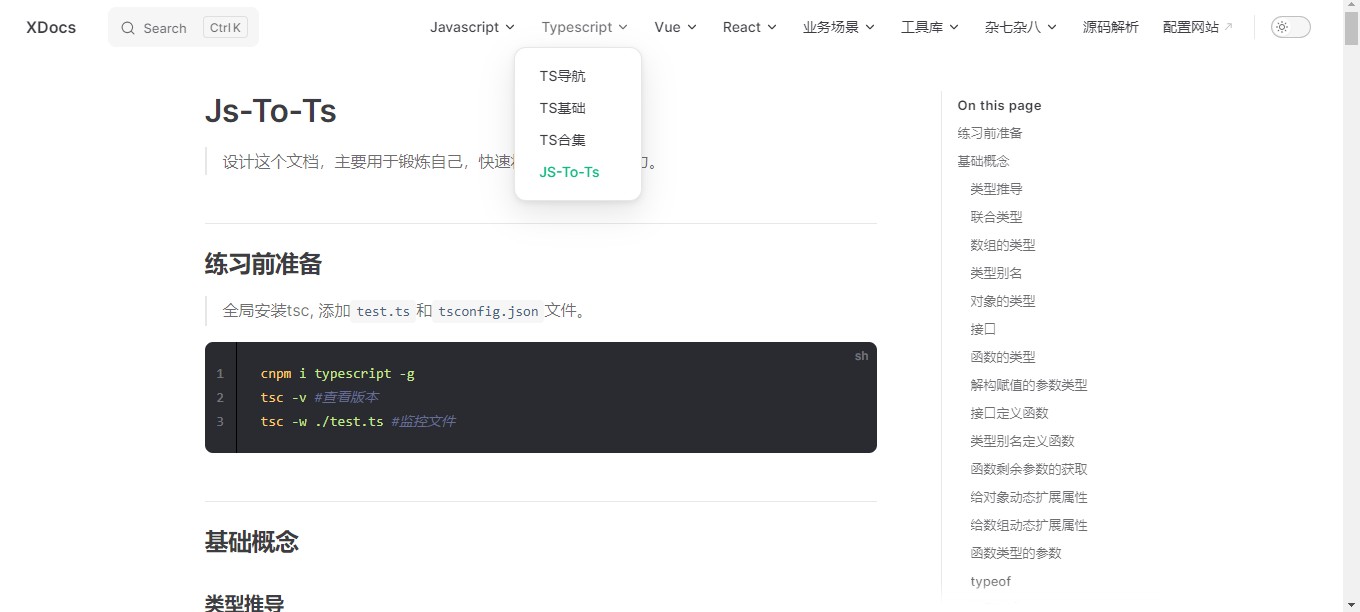 XDocs
Search
Ctrl K
Javascript
Typescript
Vue
React
业务场景
工具库
杂七杂八
源码解析
配置网站
TS导航
TS基础
TS合集
JS-To-Ts
Js-To-Ts
设计这个文档，主要用于锻炼自己，快速
。
练习前准备
全局安装tsc, 添加 test.ts 和 tsconfig.json 文件。
sh
1 cnpm i typescript -g
2 tsc -v #查看版本
3 tsc -w ./test.ts #监控文件
基础概念
类型推导
On this page
练习前准备
基础概念
类型推导
联合类型
数组的类型
类型别名
对象的类型
接口
函数的类型
解构赋值的参数类型
接口定义函数
类型别名定义函数
函数剩余参数的获取
给对象动态扩展属性
给数组动态扩展属性
函数类型的参数
typeof